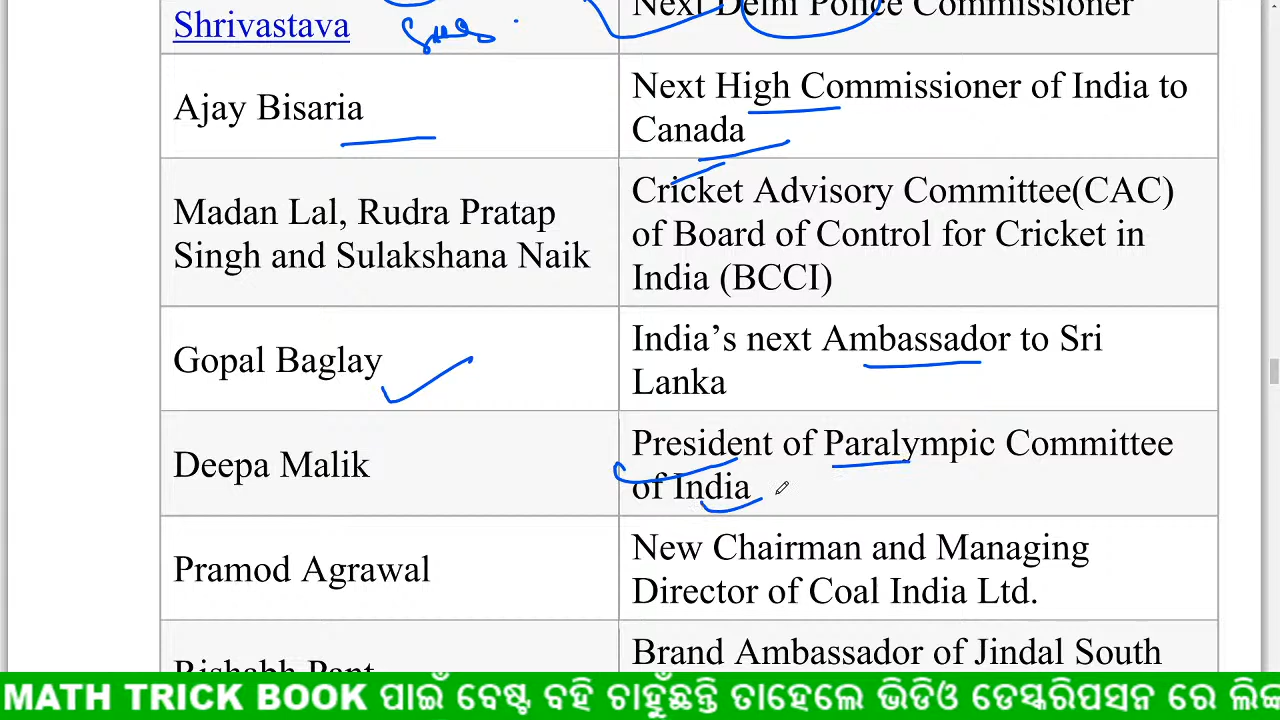 Next Delhi Police Commissioner
Shrivastava
Ajay Bisaria
Next High Commissioner of India to
Canada
Madan Lal, Rudra Pratap
Singh and Sulakshana Naik
Cricket Advisory Committee(CAC)
of Board of Control for Cricket in
India (BCCI)
Gopal Baglay
India’s next Ambassador to Sri
Lanka
Deepa Malik
President of Paralympic Committee
of India
Pramod Agrawal
New Chairman and Managing
Director of Coal India Ltd.
Rishabh Pant
Brand Ambassador of Jindal South
MATH TRICK BOOK ପାଇଁ ବେଷ୍ଟ ବହି ଚାହୁଁଛନ୍ତି ତାହେଲେ ଭିଡିଓ ଡେସ୍କରିପସନ ରେ ଲିଙ୍କ